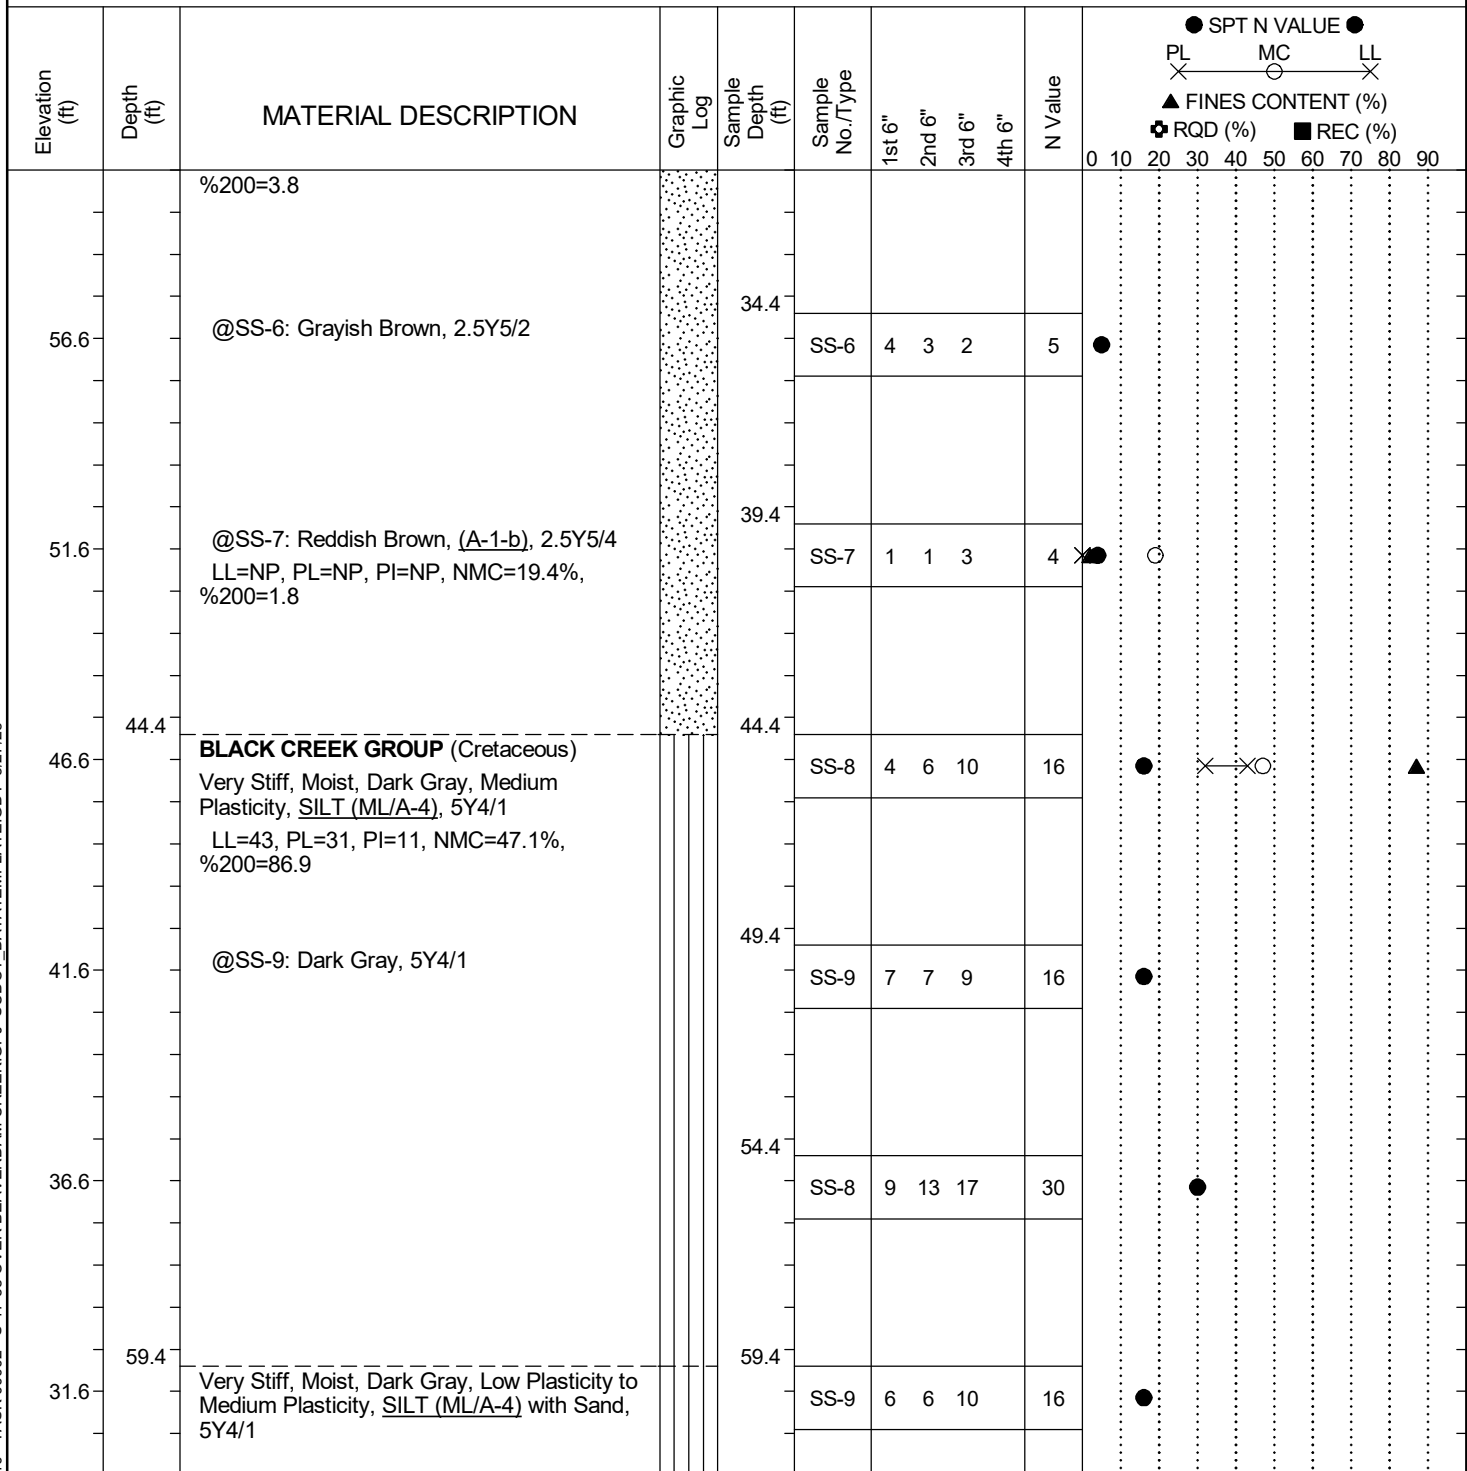 Elevation (ft)
Depth (ft)
MATERIAL DESCRIPTION
Graphic Log
Sample Depth (ft)
Sample No./Type
1st 6"
2nd 6"
3rd 6"
4th 6"
N Value
SPT N VALUE
PL MC LL
FINES CONTENT (%)
RQD (%) REC (%)
0 10 20 30 40 50 60 70 80 90
%200=3.8
34.4
56.6 @SS-6: Grayish Brown, 2.5Y5/2 SS-6 4 3 2 5
39.4
51.6 @SS-7: Reddish Brown, (A-1-b), 2.5Y5/4 SS-7 1 1 3 4
LL=NP, PL=NP, PI=NP, NMC=19.4%,
%200=1.8
44.4 44.4
46.6 BLACK CREEK GROUP (Cretaceous) SS-8 4 6 10 16
Very Stiff, Moist, Dark Gray, Medium
Plasticity, SILT (ML/A-4), 5Y4/1
LL=43, PL=31, PI=11, NMC=47.1%,
%200=86.9
49.4
41.6 @SS-9: Dark Gray, 5Y4/1 SS-9 7 7 9 16
54.4
36.6 SS-8 9 13 17 30
59.4 59.4
Very Stiff, Moist, Dark Gray, Low Plasticity to
31.6 Medium Plasticity, SILT (ML/A-4) with Sand, SS-9 6 6 10 16
5Y4/1